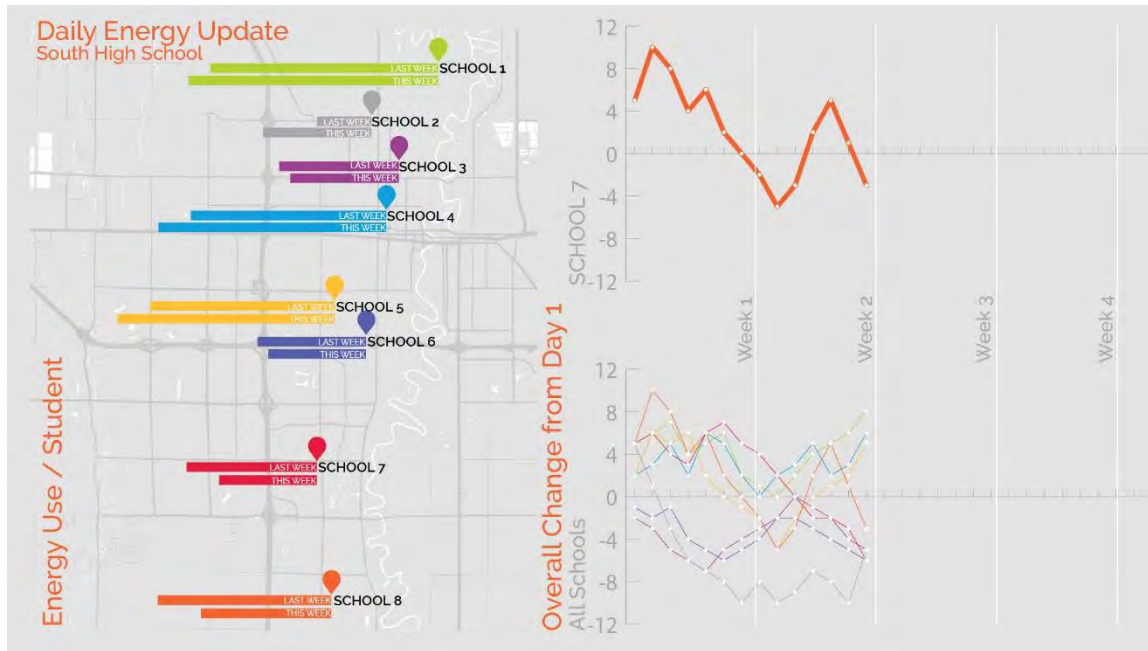 Daily Energy Update
South High School
LAST WEEK
SCHOOL 1
THIS WEEK
LAST WEEK
SCHOOL 2
THIS WEEK
LAST WEEK
SCHOOL 3
THIS WEEK
LAST WEEK
SCHOOL 4
THIS WEEK
LAST WEEK
SCHOOL 5
THIS WEEK
LAST WEEK
SCHOOL 6
THIS WEEK
LAST WEEK
SCHOOL 7
THIS WEEK
LAST WEEK
SCHOOL 8
THIS WEEK
Energy Use / Student
Overall Change from Day 1
SCHOOL 7
12
8
4
0
-4
-8
-12
Week 1
Week 2
Week 3
Week 4
All Schools
12
8
4
0
-4
-8
-12